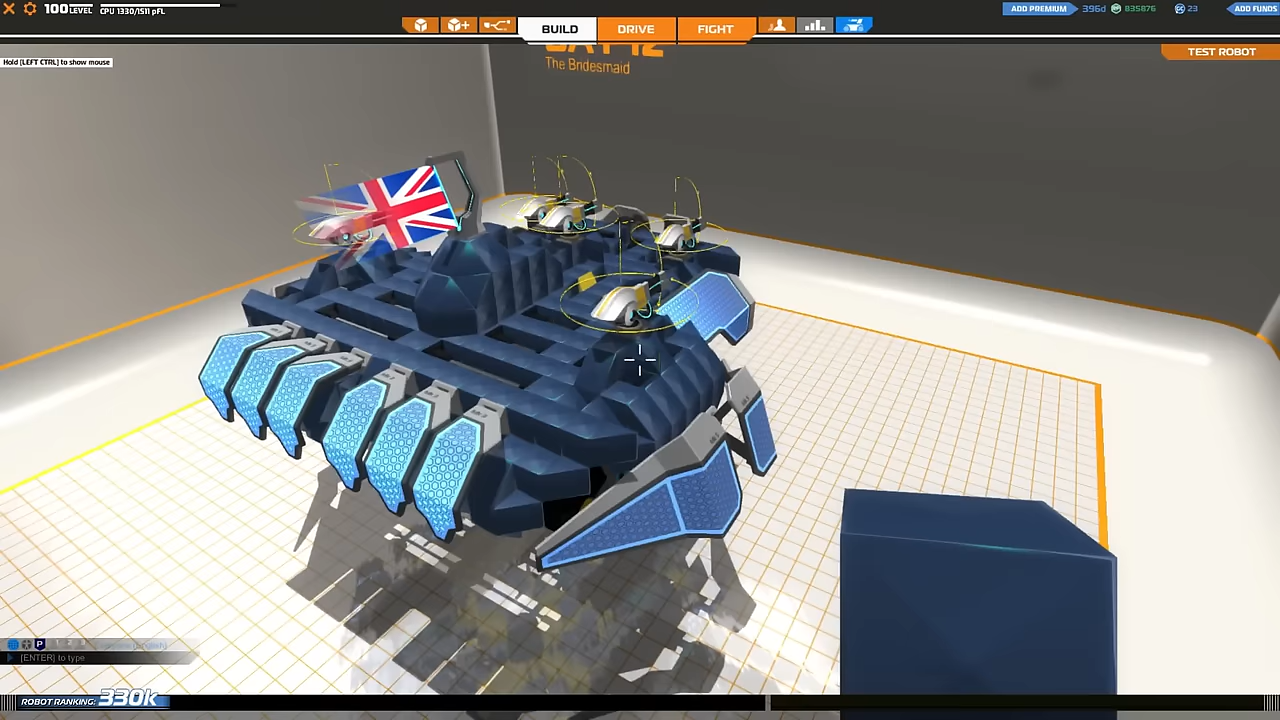 100 LEVEL
CPU 1330/1511 pFL
BUILD
DRIVE
FIGHT
ADD PREMIUM
396d
835876
23
ADD FUNDS
TEST ROBOT
Hold [LEFT CTRL] to show mouse
The Bridesmaid
P
[ENTER] to type
ROBOT RANKING: 330k